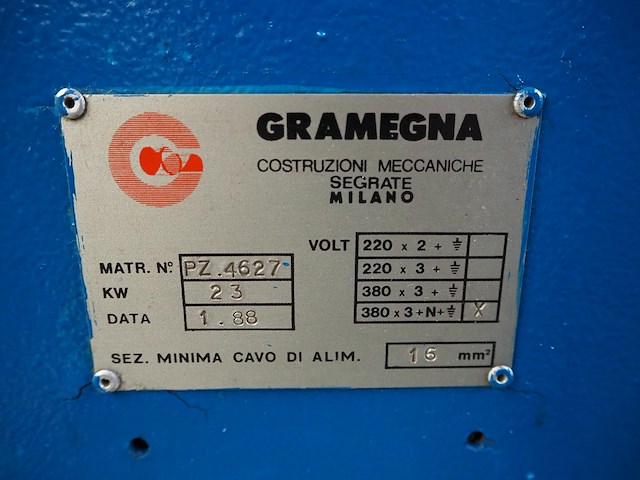 GRAMEGNA
COSTRUZIONI MECCANICHE
SEGRATE
MILANO
MATR. Nº PZ.4627
KW 23
DATA 1.88
VOLT 220 x 2 + ⏚
220 x 3 + ⏚
380 x 3 + ⏚
380 x 3+N+⏚ X
SEZ. MINIMA CAVO DI ALIM. 16 mm²